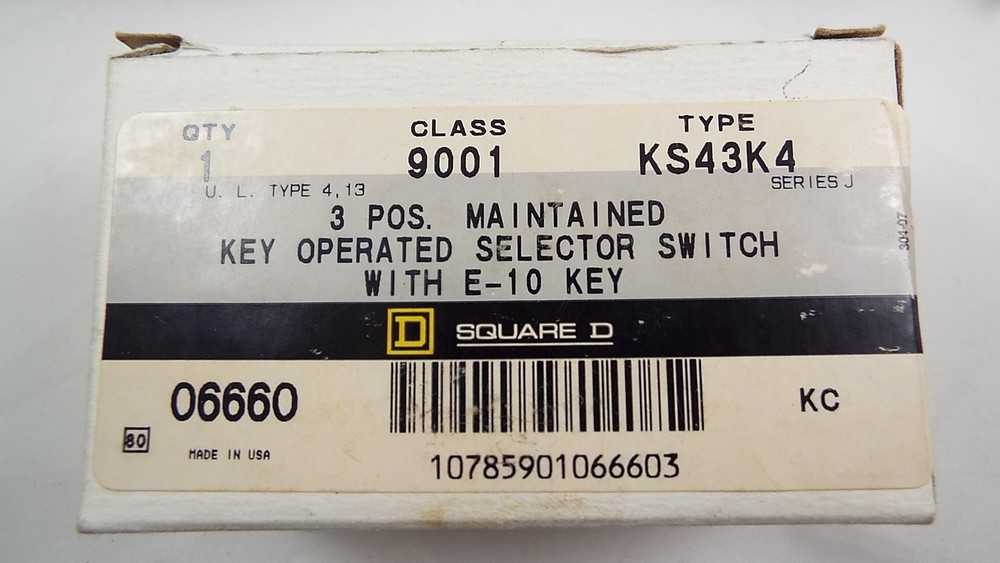 QTY CLASS TYPE
1 9001 KS43K4
U. L. TYPE 4,13 SERIES J
3 POS. MAINTAINED
KEY OPERATED SELECTOR SWITCH
WITH E-10 KEY
304-07
D SQUARE D
06660 KC
80
MADE IN USA
10785901066603